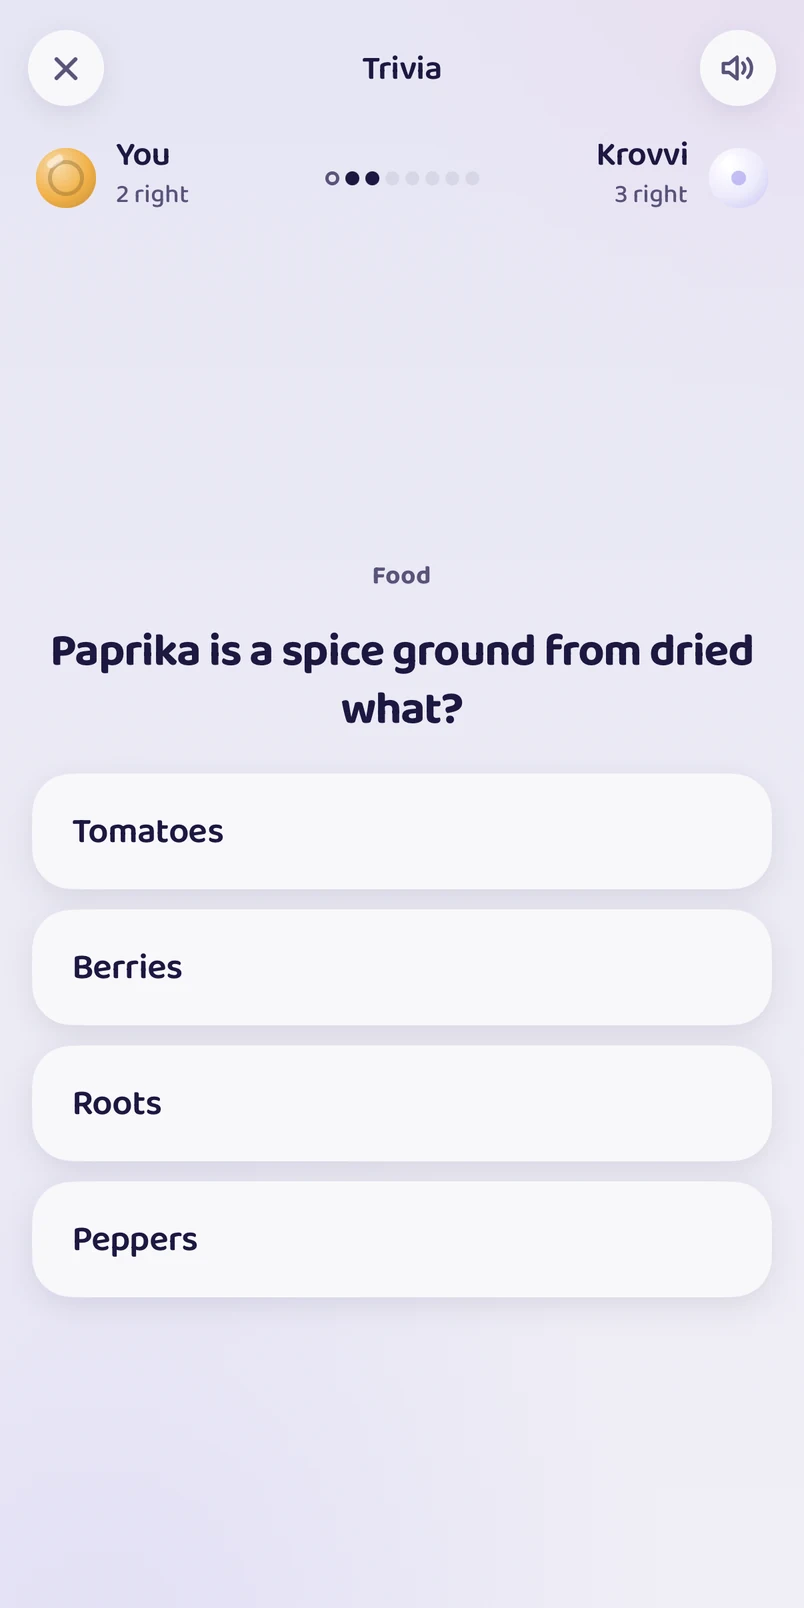 Trivia
You
2 right
Krovvi
3 right
Food
Paprika is a spice ground from dried
what?
Tomatoes
Berries
Roots
Peppers